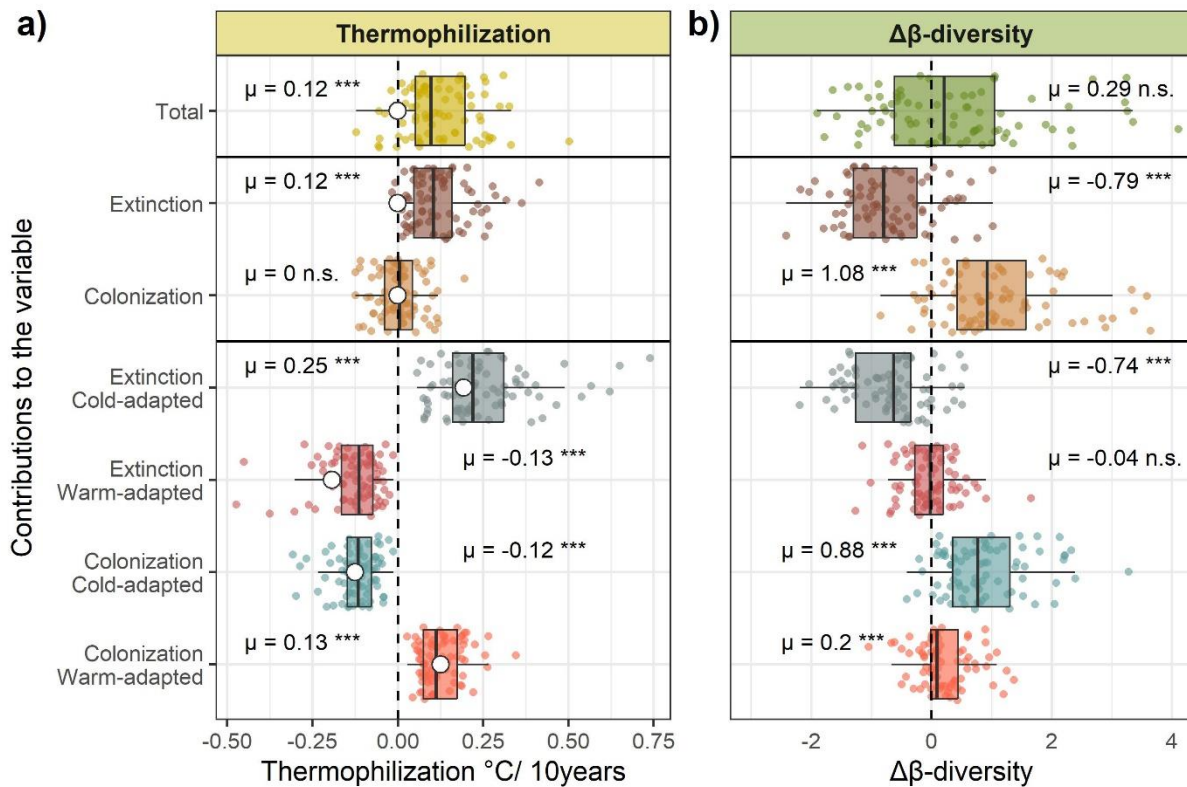 a)
Thermophilization
b)
Δβ-diversity
Contributions to the variable
Total
μ = 0.12 ***
μ = 0.29 n.s.
Extinction
μ = 0.12 ***
μ = -0.79 ***
Colonization
μ = 0 n.s.
μ = 1.08 ***
Extinction
Cold-adapted
μ = 0.25 ***
μ = -0.74 ***
Extinction
Warm-adapted
μ = -0.13 ***
μ = -0.04 n.s.
Colonization
Cold-adapted
μ = -0.12 ***
μ = 0.88 ***
Colonization
Warm-adapted
μ = 0.13 ***
μ = 0.2 ***
-0.50 -0.25 0.00 0.25 0.50 0.75
-2 0 2 4
Thermophilization °C/ 10years
Δβ-diversity